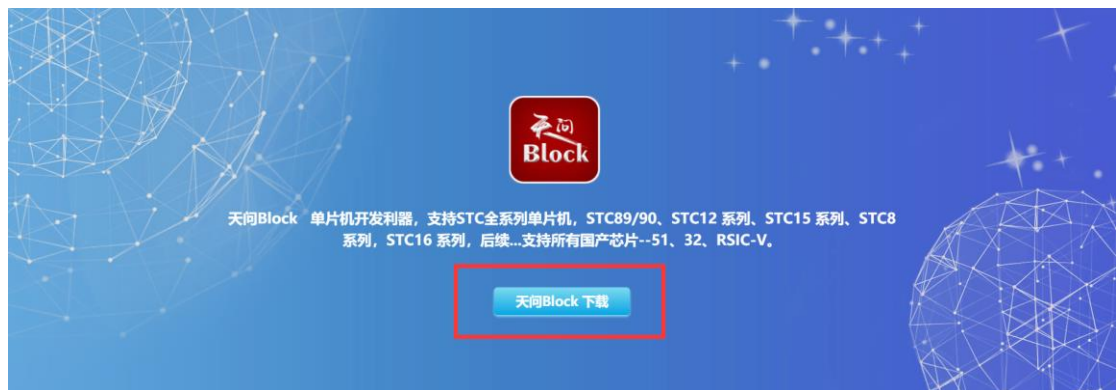 天问
Block
天问Block 单片机开发利器，支持STC全系列单片机，STC89/90、STC12 系列、STC15 系列、STC8
系列，STC16 系列，后续...支持所有国产芯片--51、32、RSIC-V。
天问Block 下载